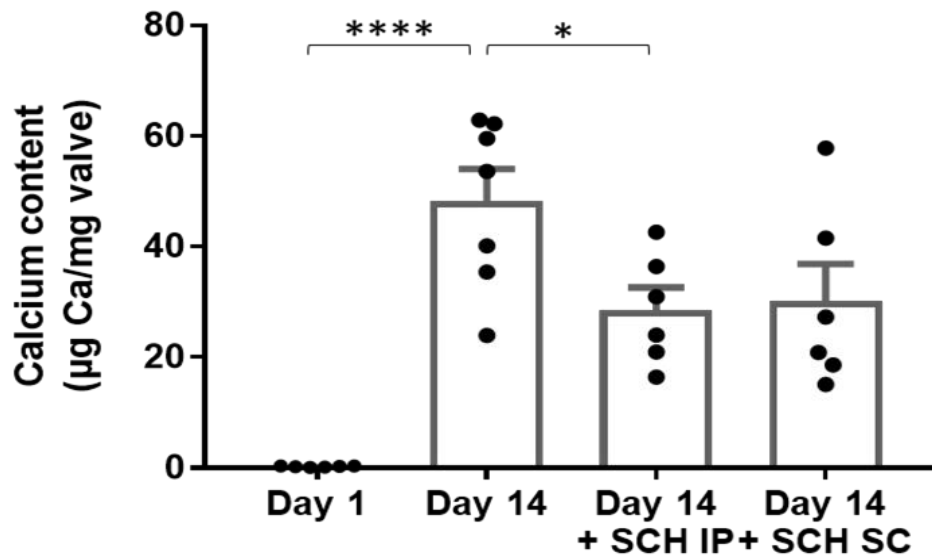 80
**** *
60
40
20
0
Calcium content
(µg Ca/mg valve)
Day 1 Day 14 Day 14 Day 14
+ SCH IP + SCH SC